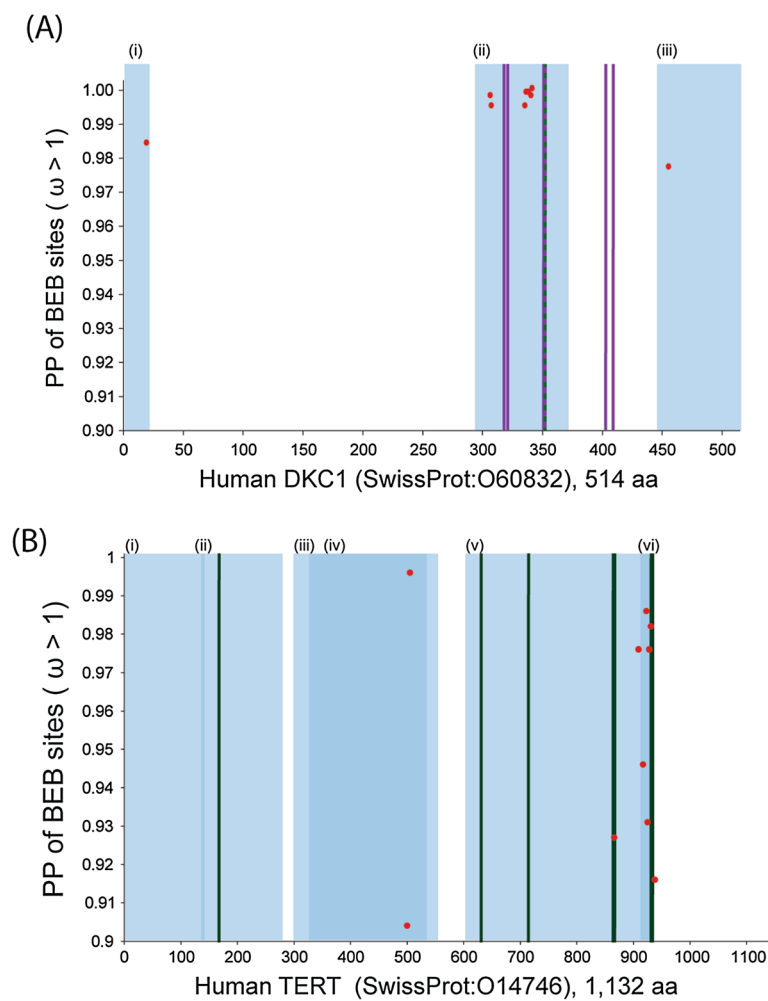 (A)
(i) (ii) (iii)
PP of BEB sites ( ω > 1)
1.00
0.99
0.98
0.97
0.96
0.95
0.94
0.93
0.92
0.91
0.90
0 50 100 150 200 250 300 350 400 450 500
Human DKC1 (SwissProt:O60832), 514 aa
(B)
(i) (ii) (iii) (iv) (v) (vi)
PP of BEB sites ( ω > 1)
1
0.99
0.98
0.97
0.96
0.95
0.94
0.93
0.92
0.91
0.9
0 100 200 300 400 500 600 700 800 900 1000 1100
Human TERT (SwissProt:O14746), 1,132 aa